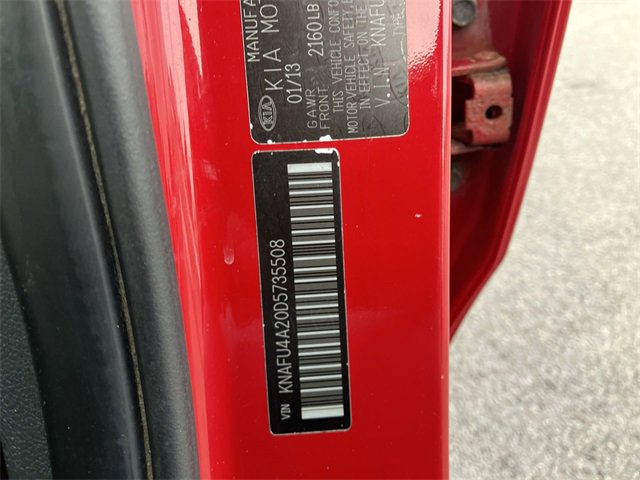 MANUFA
KIA MO
01/13
GAWR
FRONT 2160LB
THIS VEHICLE CONFO
MOTOR VEHICLE SAFETY
IN EFFECT ON THE
V.I.N KNAFU
KIA
VIN KNAFU4A20D5735508